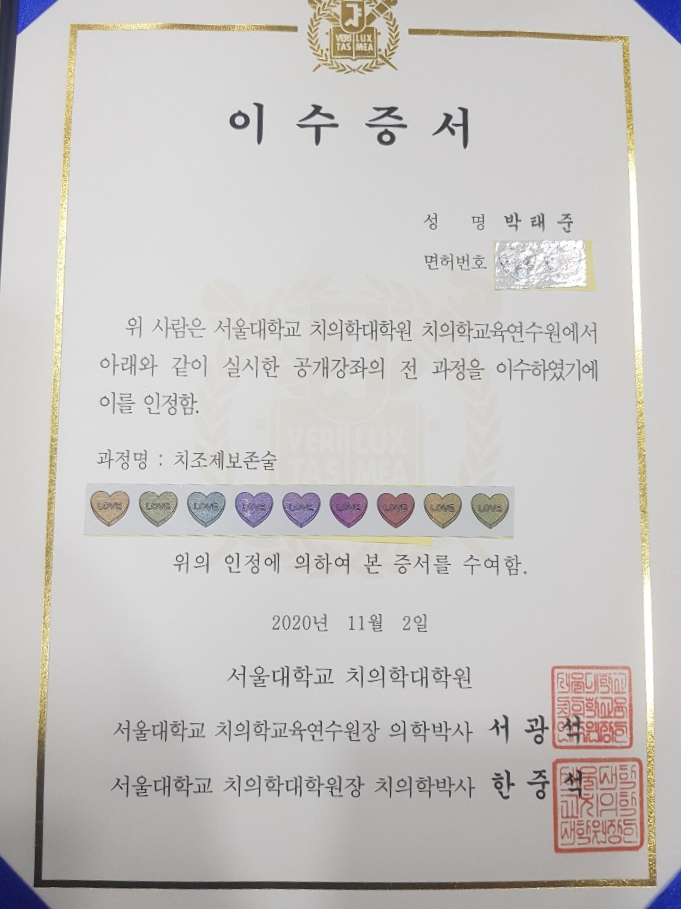 VERI LUX
TAS MEA
이수증서
성 명 박태준
면허번호
위 사람은 서울대학교 치의학대학원 치의학교육연수원에서
아래와 같이 실시한 공개강좌의 전 과정을 이수하였기에
이를 인정함.
VERI LUX
TAS MEA
과정명 : 치조제보존술
LOVE LOVE LOVE LOVE LOVE LOVE LOVE LOVE LOVE
위의 인정에 의하여 본 증서를 수여함.
2020년 11월 2일
서울대학교 치의학대학원
서울대학교 치의학교육연수원장 의학박사 서광석
서울대학교 치의학대학원장 치의학박사 한중석